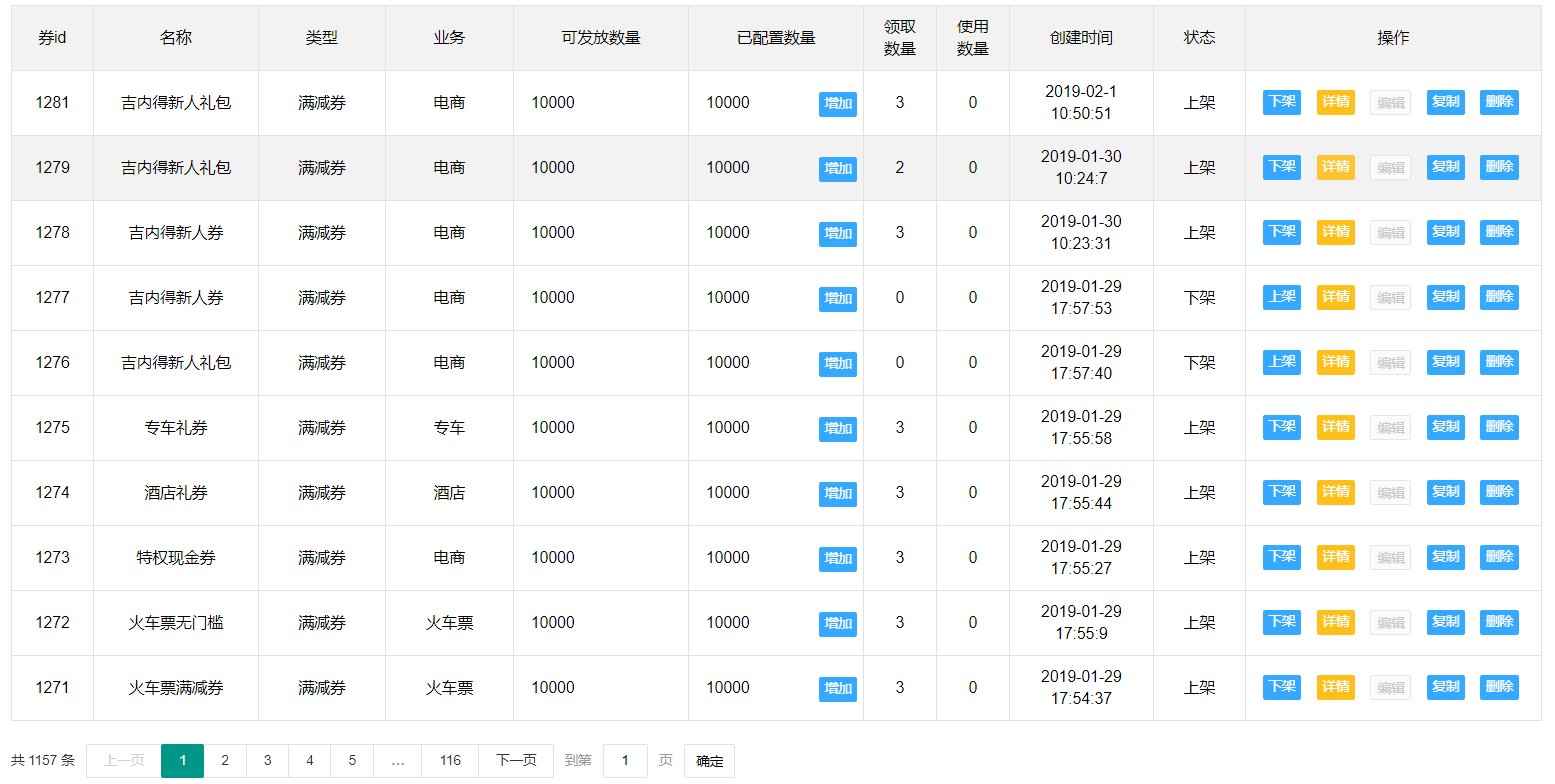 券id 名称 类型 业务 可发放数量 已配置数量 领取数量 使用数量 创建时间 状态 操作
1281 吉内得新人礼包 满减券 电商 10000 10000 增加 3 0 2019-02-1 10:50:51 上架 下架 详情 编辑 复制 删除
1279 吉内得新人礼包 满减券 电商 10000 10000 增加 2 0 2019-01-30 10:24:7 上架 下架 详情 编辑 复制 删除
1278 吉内得新人券 满减券 电商 10000 10000 增加 3 0 2019-01-30 10:23:31 上架 下架 详情 编辑 复制 删除
1277 吉内得新人券 满减券 电商 10000 10000 增加 0 0 2019-01-29 17:57:53 下架 上架 详情 编辑 复制 删除
1276 吉内得新人礼包 满减券 电商 10000 10000 增加 0 0 2019-01-29 17:57:40 下架 上架 详情 编辑 复制 删除
1275 专车礼券 满减券 专车 10000 10000 增加 3 0 2019-01-29 17:55:58 上架 下架 详情 编辑 复制 删除
1274 酒店礼券 满减券 酒店 10000 10000 增加 3 0 2019-01-29 17:55:44 上架 下架 详情 编辑 复制 删除
1273 特权现金券 满减券 电商 10000 10000 增加 3 0 2019-01-29 17:55:27 上架 下架 详情 编辑 复制 删除
1272 火车票无门槛 满减券 火车票 10000 10000 增加 3 0 2019-01-29 17:55:9 上架 下架 详情 编辑 复制 删除
1271 火车票满减券 满减券 火车票 10000 10000 增加 3 0 2019-01-29 17:54:37 上架 下架 详情 编辑 复制 删除
共 1157 条 上一页 1 2 3 4 5 … 116 下一页 到第 1 页 确定